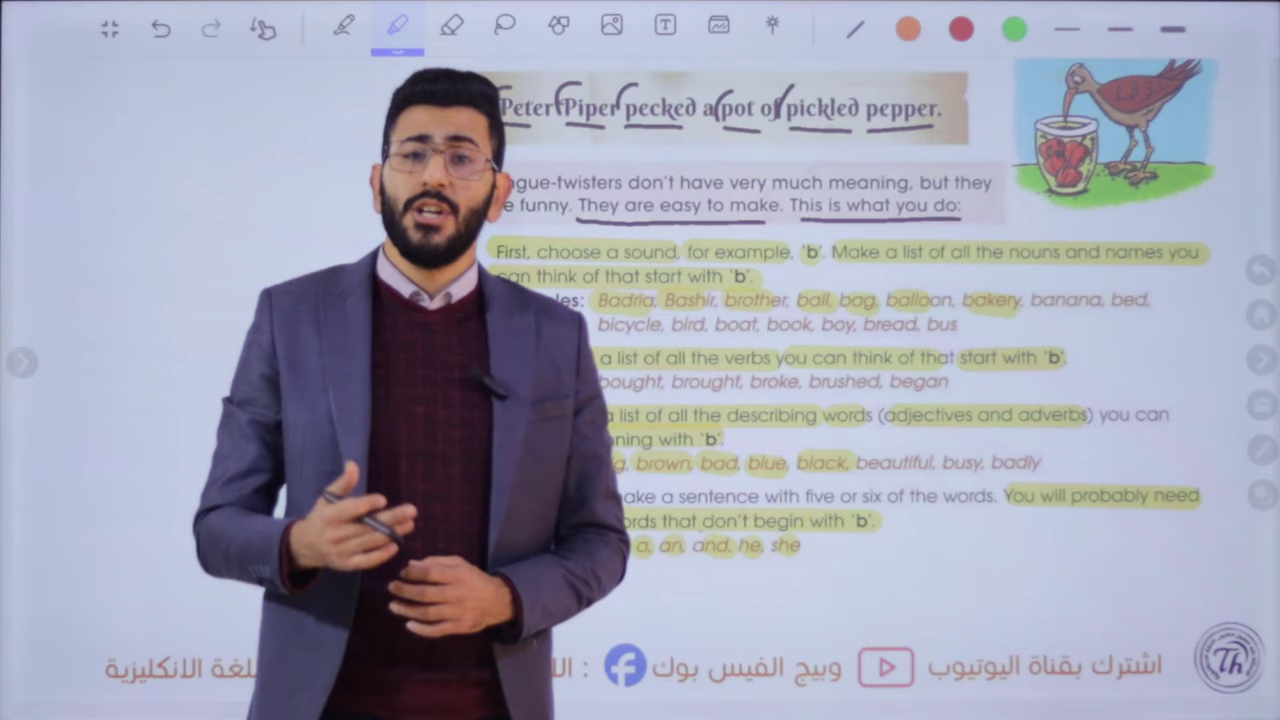 Peter Piper pecked a pot of pickled pepper.
ngue-twisters don't have very much meaning, but they
e funny. They are easy to make. This is what you do:
First, choose a sound, for example, 'b'. Make a list of all the nouns and names you
can think of that start with 'b'.
les: Badria, Bashir, brother, ball, bag, balloon, bakery, banana, bed,
bicycle, bird, boat, book, boy, bread, bus
a list of all the verbs you can think of that start with 'b'.
bought, brought, broke, brushed, began
a list of all the describing words (adjectives and adverbs) you can
ning with 'b'.
g, brown, bad, blue, black, beautiful, busy, badly
ake a sentence with five or six of the words. You will probably need
ords that don't begin with 'b'.
a, an, and, he, she
اشترك بقناة اليوتيوب وبيج الفيس بوك : الل لغة الانكليزية
Th